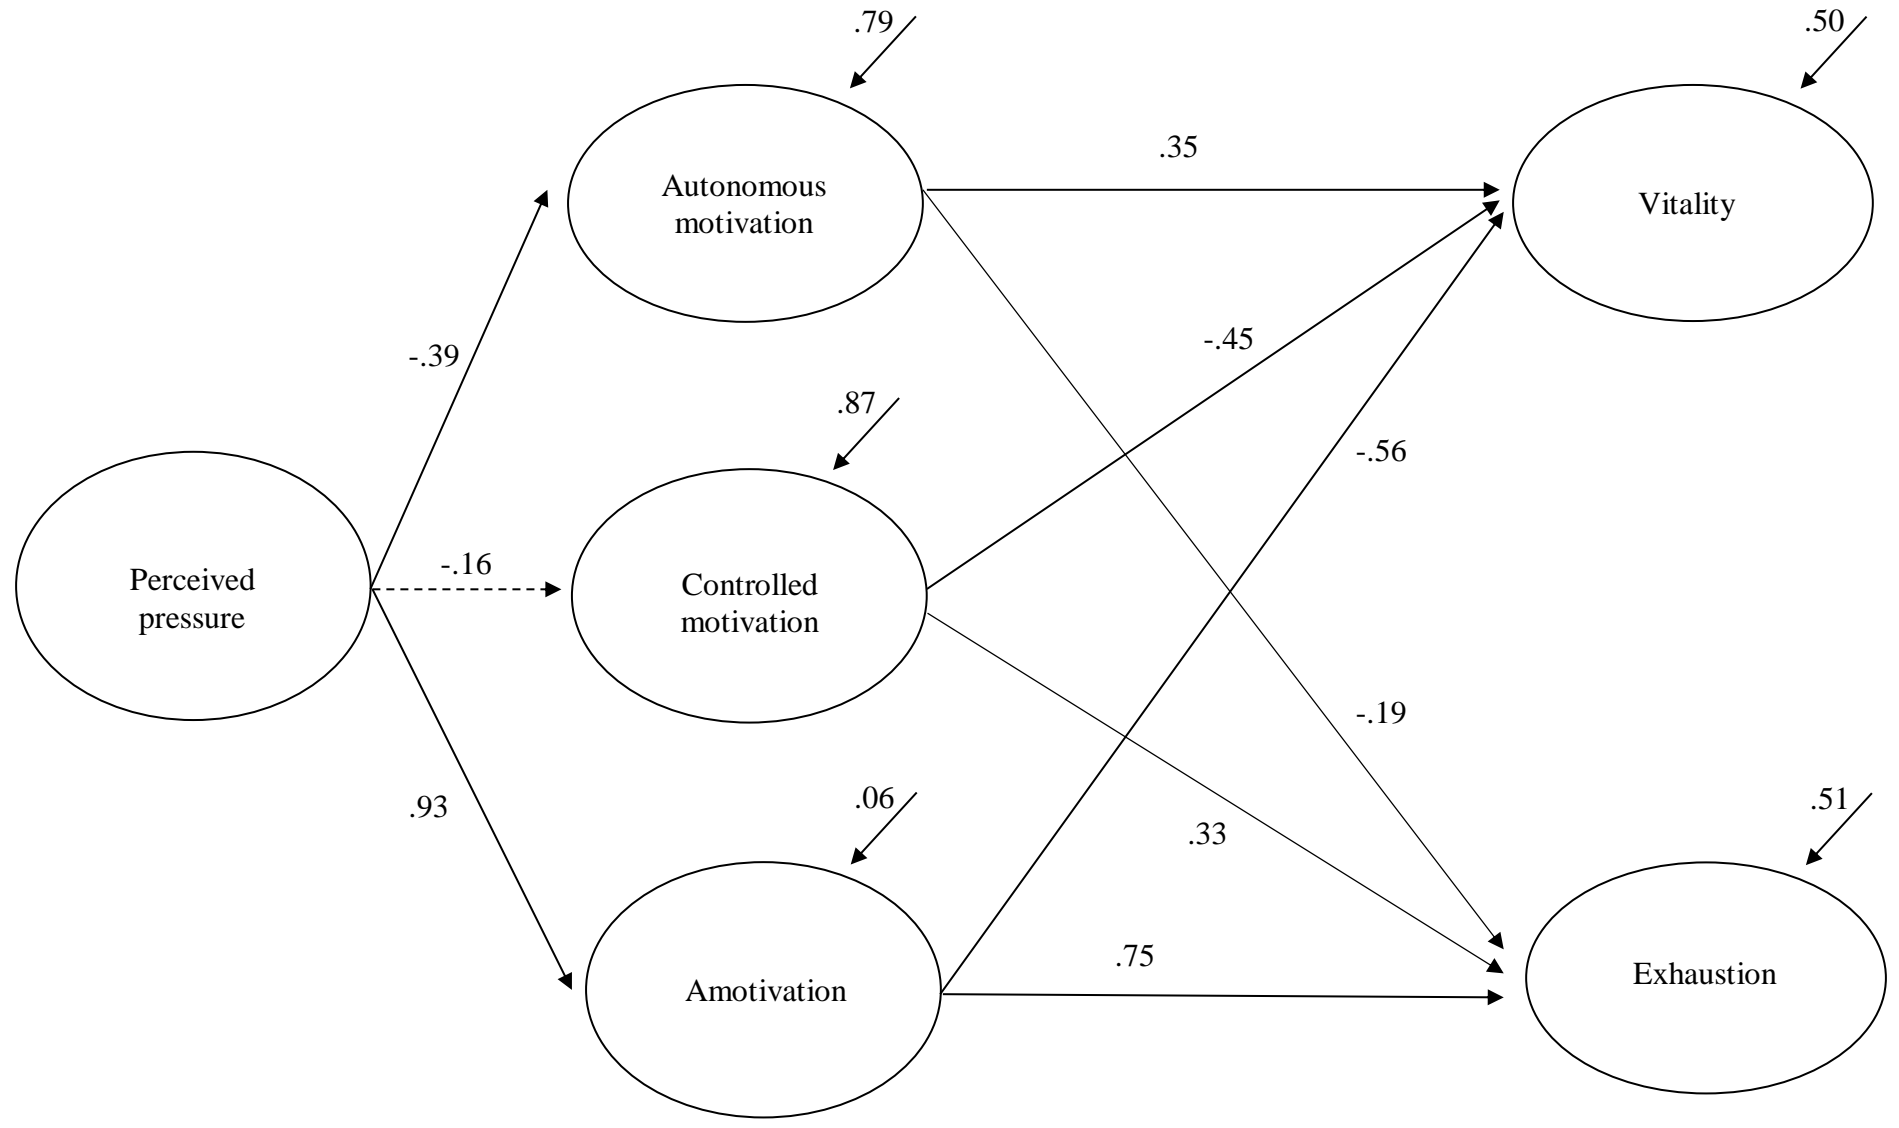 .79
.50
.35
Autonomous
motivation
Vitality
-.45
-.39
.87
-.56
-.16
Perceived
pressure
Controlled
motivation
-.19
.93
.06
.51
.33
.75
Exhaustion
Amotivation